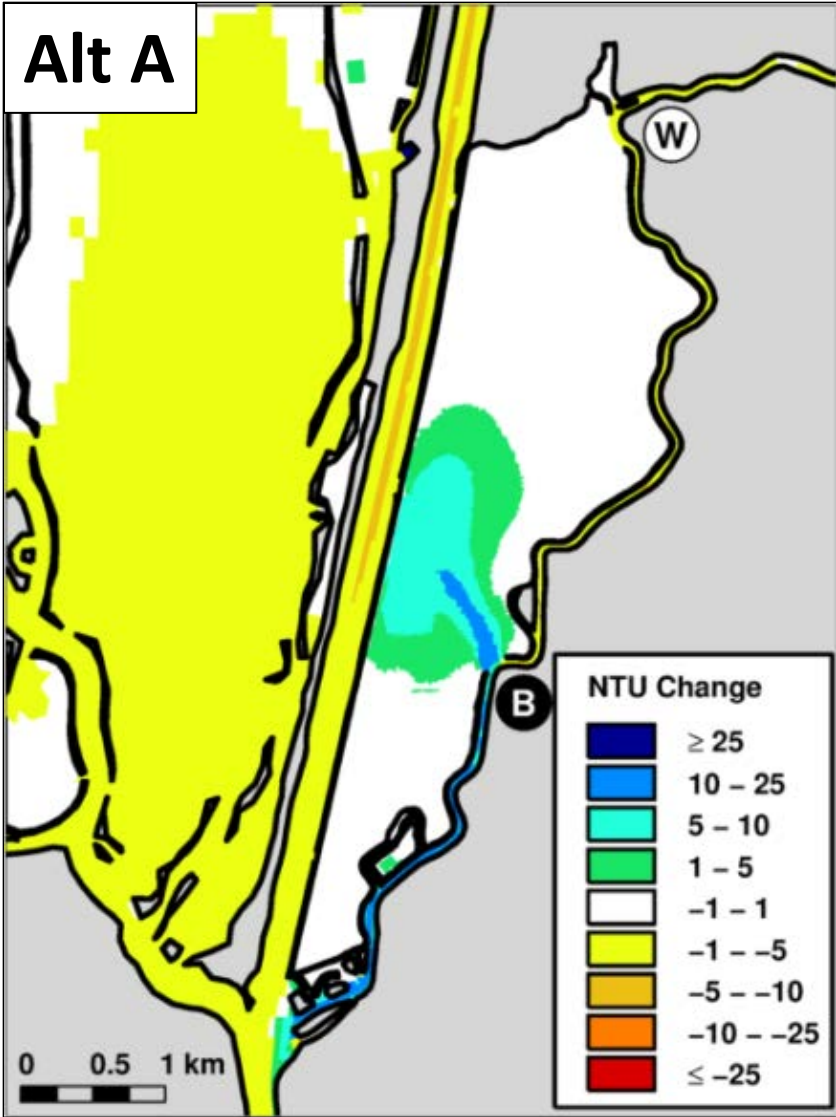 Alt A
W
B
NTU Change
≥ 25
10 – 25
5 – 10
1 – 5
−1 – 1
−1 – −5
−5 – −10
−10 – −25
≤ −25
0 0.5 1 km